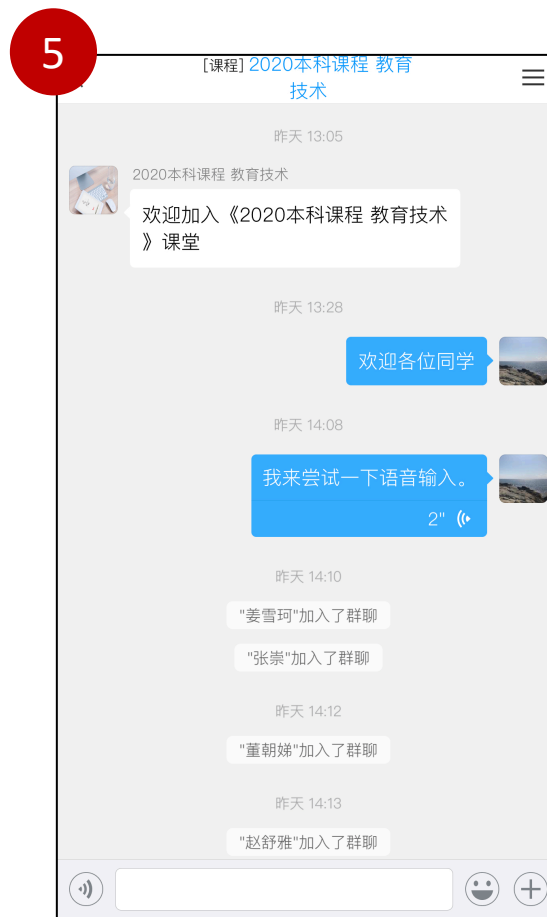 5
[课程] 2020本科课程 教育
技术
昨天 13:05
2020本科课程 教育技术
欢迎加入《2020本科课程 教育技术
》课堂
昨天 13:28
欢迎各位同学
昨天 14:08
我来尝试一下语音输入。
2"
昨天 14:10
"姜雪珂"加入了群聊
"张崇"加入了群聊
昨天 14:12
"董朝娣"加入了群聊
昨天 14:13
"赵舒雅"加入了群聊